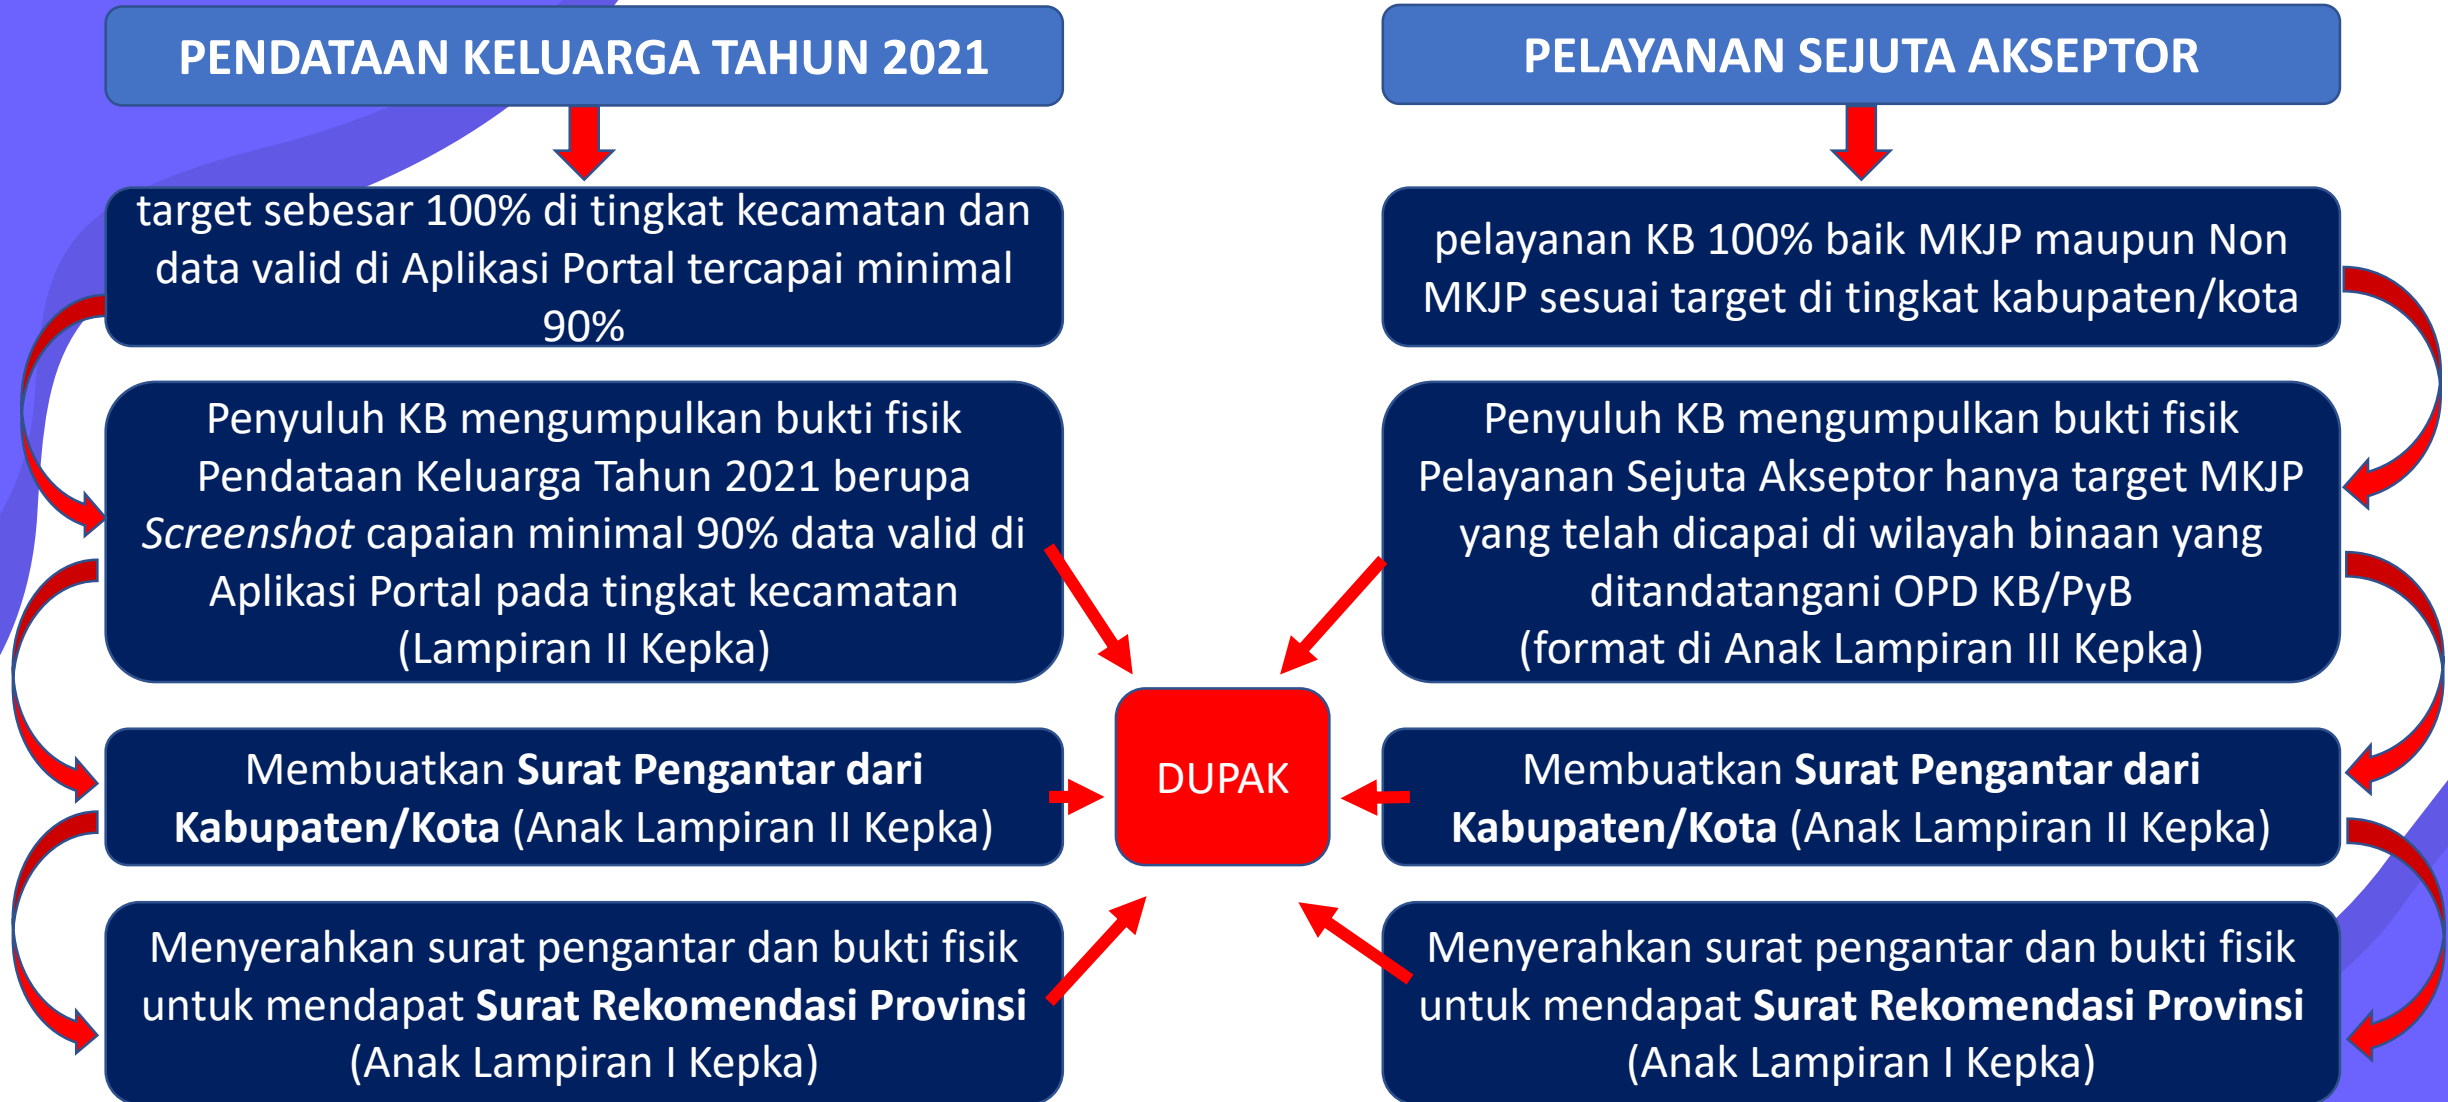 PENDATAAN KELUARGA TAHUN 2021
target sebesar 100% di tingkat kecamatan dan
data valid di Aplikasi Portal tercapai minimal
90%
Penyuluh KB mengumpulkan bukti fisik
Pendataan Keluarga Tahun 2021 berupa
Screenshot capaian minimal 90% data valid di
Aplikasi Portal pada tingkat kecamatan
(Lampiran II Kepka)
Membuatkan Surat Pengantar dari
Kabupaten/Kota (Anak Lampiran II Kepka)
Menyerahkan surat pengantar dan bukti fisik
untuk mendapat Surat Rekomendasi Provinsi
(Anak Lampiran I Kepka)
DUPAK
PELAYANAN SEJUTA AKSEPTOR
pelayanan KB 100% baik MKJP maupun Non
MKJP sesuai target di tingkat kabupaten/kota
Penyuluh KB mengumpulkan bukti fisik
Pelayanan Sejuta Akseptor hanya target MKJP
yang telah dicapai di wilayah binaan yang
ditandatangani OPD KB/PyB
(format di Anak Lampiran III Kepka)
Membuatkan Surat Pengantar dari
Kabupaten/Kota (Anak Lampiran II Kepka)
Menyerahkan surat pengantar dan bukti fisik
untuk mendapat Surat Rekomendasi Provinsi
(Anak Lampiran I Kepka)